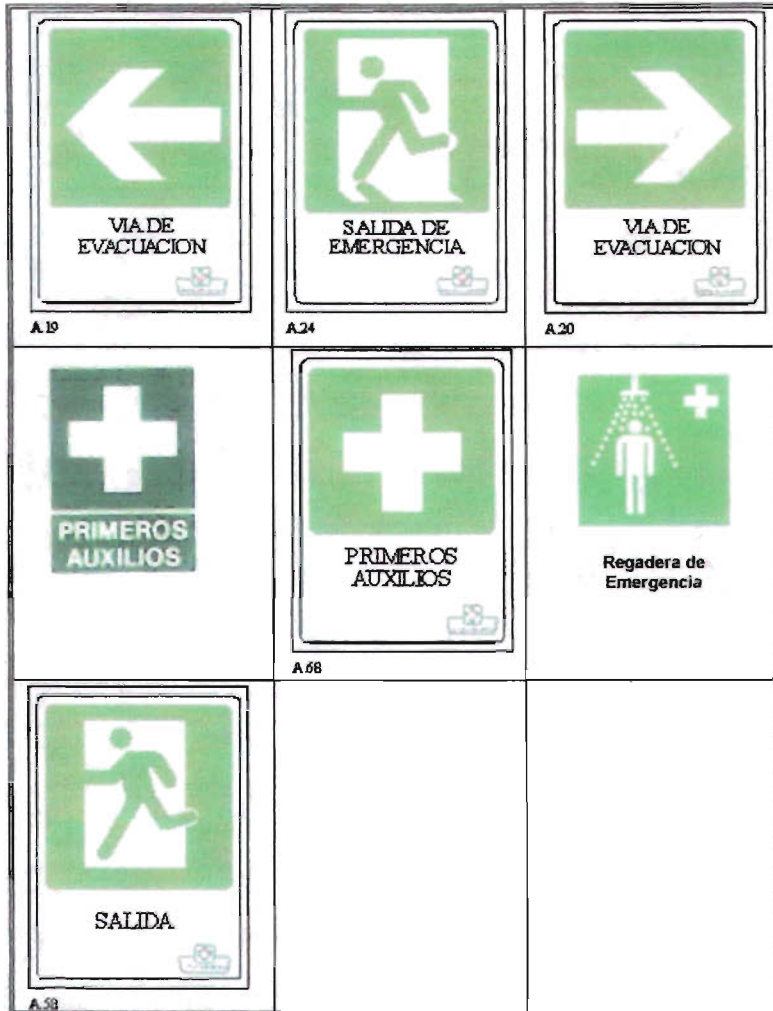 VIA DE
EVACUACION
A.19
SALIDA DE
EMERGENCIA
A.24
VIA DE
EVACUACION
A.20
PRIMEROS
AUXILIOS
PRIMEROS
AUXILIOS
A.68
Regadera de
Emergencia
SALIDA
A.58